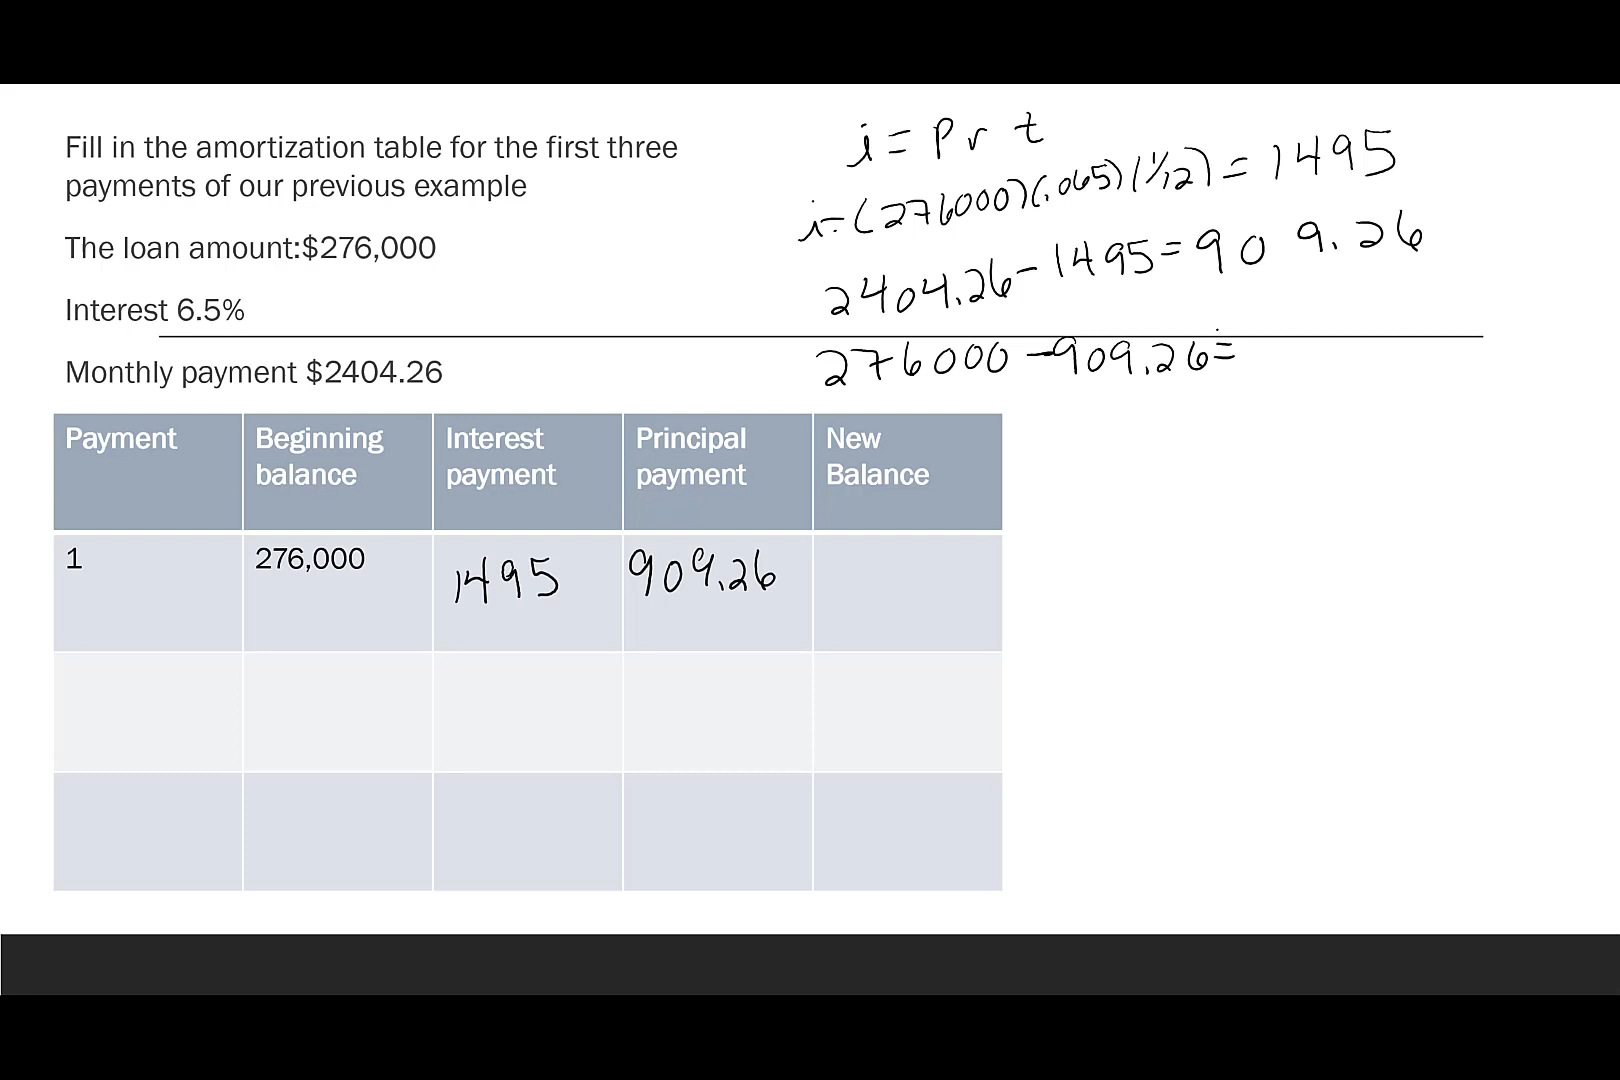 Fill in the amortization table for the first three
payments of our previous example
The loan amount:$276,000
Interest 6.5%
Monthly payment $2404.26
i = P r t
i = (276000)(.065)(1/12) = 1495
2404.26 - 1495 = 909.26
276000 - 909.26 =
Payment Beginning balance Interest payment Principal payment New Balance
1 276,000 1495 909.26